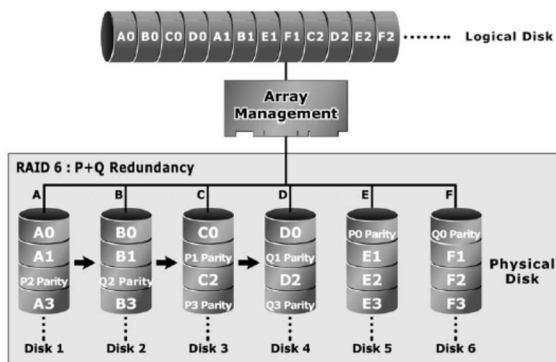 A0 B0 C0 D0 A1 B1 E1 F1 C2 D2 E2 F2 Logical Disk
Array
Management
RAID 6 : P+Q Redundancy
A B C D E F
A0 B0 C0 D0 P0 Parity Q0 Parity
A1 B1 P1 Parity Q1 Parity E1 F1
P2 Parity Q2 Parity C2 D2 E2 F2
A3 B3 P3 Parity Q3 Parity E3 F3
Physical
Disk
Disk 1 Disk 2 Disk 3 Disk 4 Disk 5 Disk 6